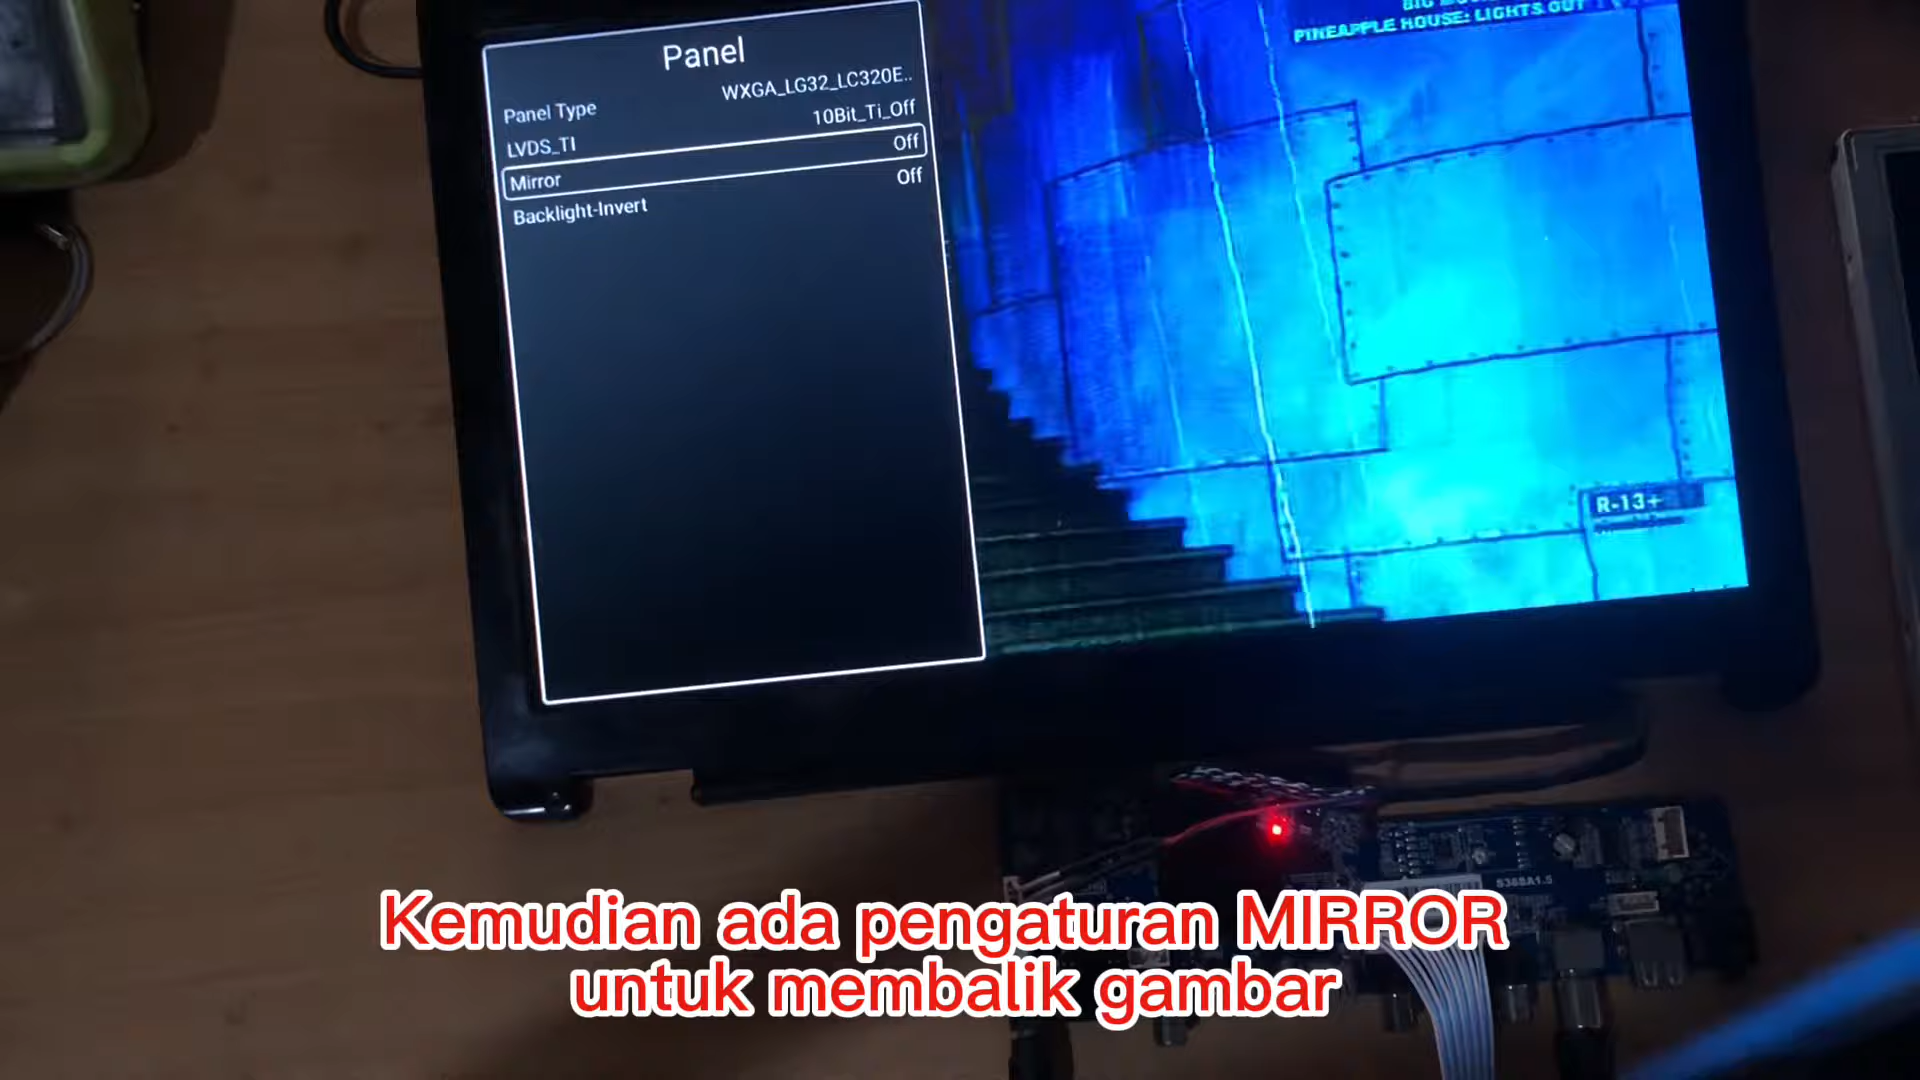 Panel
Panel Type WXGA_LG32_LC320E..
LVDS_TI 10Bit_Ti_Off
Mirror Off
Backlight-Invert Off
PINEAPPLE HOUSE: LIGHTS OUT
R-13+
Kemudian ada pengaturan MIRROR
untuk membalik gambar